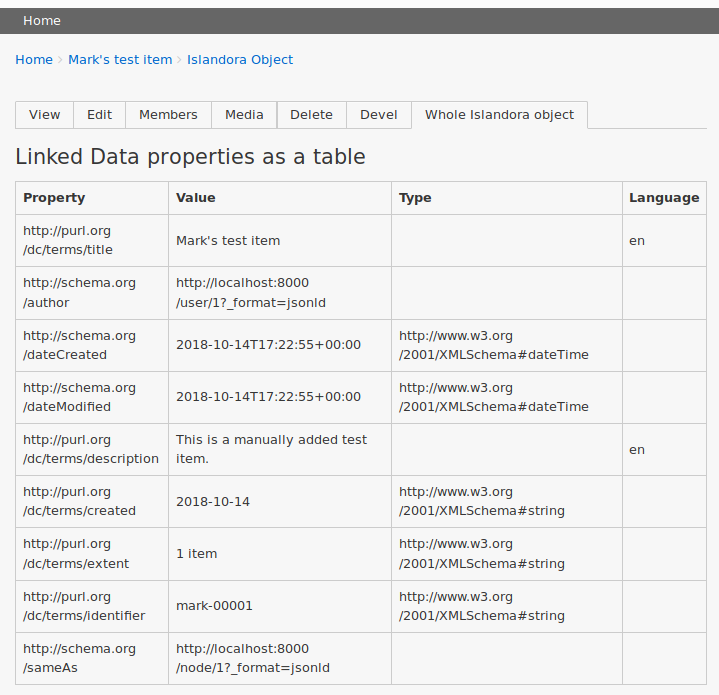 Home
Home › Mark's test item › Islandora Object
View Edit Members Media Delete Devel Whole Islandora object
Linked Data properties as a table
Property Value Type Language
http://purl.org
/dc/terms/title
Mark's test item
en
http://schema.org
/author
http://localhost:8000
/user/1?_format=jsonld
http://schema.org
/dateCreated
2018-10-14T17:22:55+00:00
http://www.w3.org
/2001/XMLSchema#dateTime
http://schema.org
/dateModified
2018-10-14T17:22:55+00:00
http://www.w3.org
/2001/XMLSchema#dateTime
http://purl.org
/dc/terms/description
This is a manually added test
item.
en
http://purl.org
/dc/terms/created
2018-10-14
http://www.w3.org
/2001/XMLSchema#string
http://purl.org
/dc/terms/extent
1 item
http://www.w3.org
/2001/XMLSchema#string
http://purl.org
/dc/terms/identifier
mark-00001
http://www.w3.org
/2001/XMLSchema#string
http://schema.org
/sameAs
http://localhost:8000
/node/1?_format=jsonld